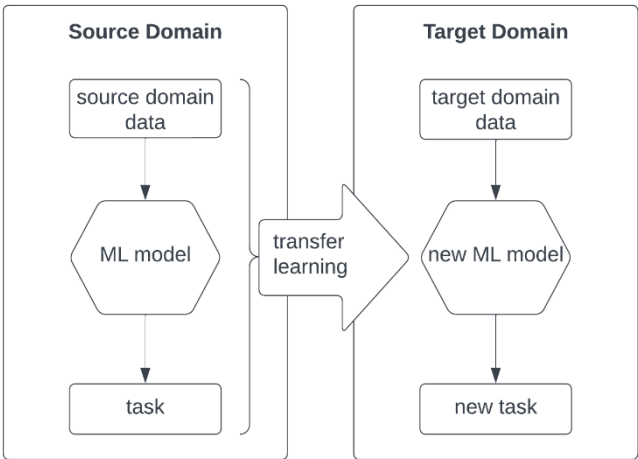 Source Domain
source domain
data
ML model
task
transfer
learning
Target Domain
target domain
data
new ML model
new task